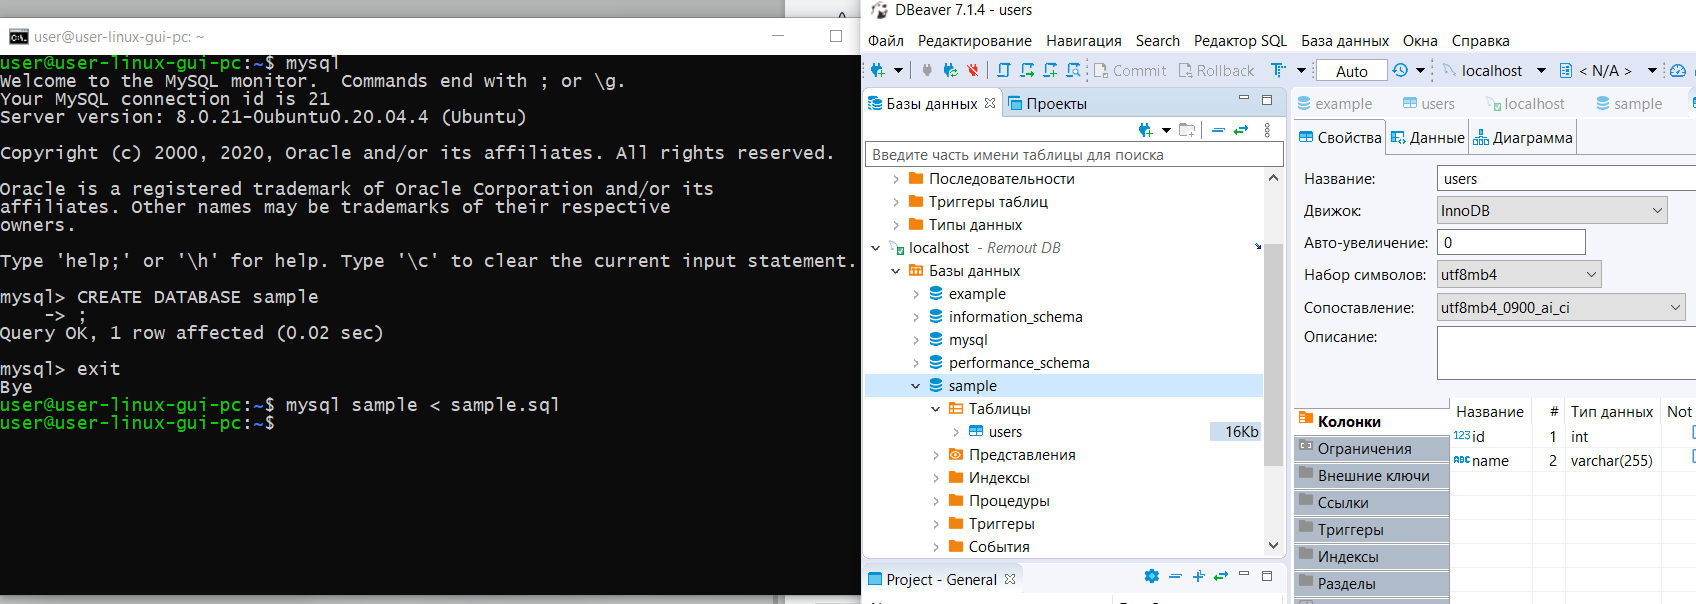 user@user-linux-gui-pc: ~
user@user-linux-gui-pc:~$ mysql
Welcome to the MySQL monitor.  Commands end with ; or \g.
Your MySQL connection id is 21
Server version: 8.0.21-0ubuntu0.20.04.4 (Ubuntu)
Copyright (c) 2000, 2020, Oracle and/or its affiliates. All rights reserved.
Oracle is a registered trademark of Oracle Corporation and/or its
affiliates. Other names may be trademarks of their respective
owners.
Type 'help;' or '\h' for help. Type '\c' to clear the current input statement.
mysql> CREATE DATABASE sample
    -> ;
Query OK, 1 row affected (0.02 sec)
mysql> exit
Bye
user@user-linux-gui-pc:~$ mysql sample < sample.sql
user@user-linux-gui-pc:~$
DBeaver 7.1.4 - users
Файл Редактирование Навигация Search Редактор SQL База данных Окна Справка
Commit Rollback Auto localhost < N/A >
Базы данных Проекты
Введите часть имени таблицы для поиска
Последовательности
Триггеры таблиц
Типы данных
localhost - Remout DB
Базы данных
example
information_schema
mysql
performance_schema
sample
Таблицы
users 16Kb
Представления
Индексы
Процедуры
Триггеры
События
Project - General
example users localhost sample
Свойства Данные Диаграмма
Название: users
Движок: InnoDB
Авто-увеличение: 0
Набор символов: utf8mb4
Сопоставление: utf8mb4_0900_ai_ci
Описание:
Колонки
Ограничения
Внешние ключи
Ссылки
Триггеры
Индексы
Разделы
Название # Тип данных Not
123 id 1 int
ABC name 2 varchar(255)